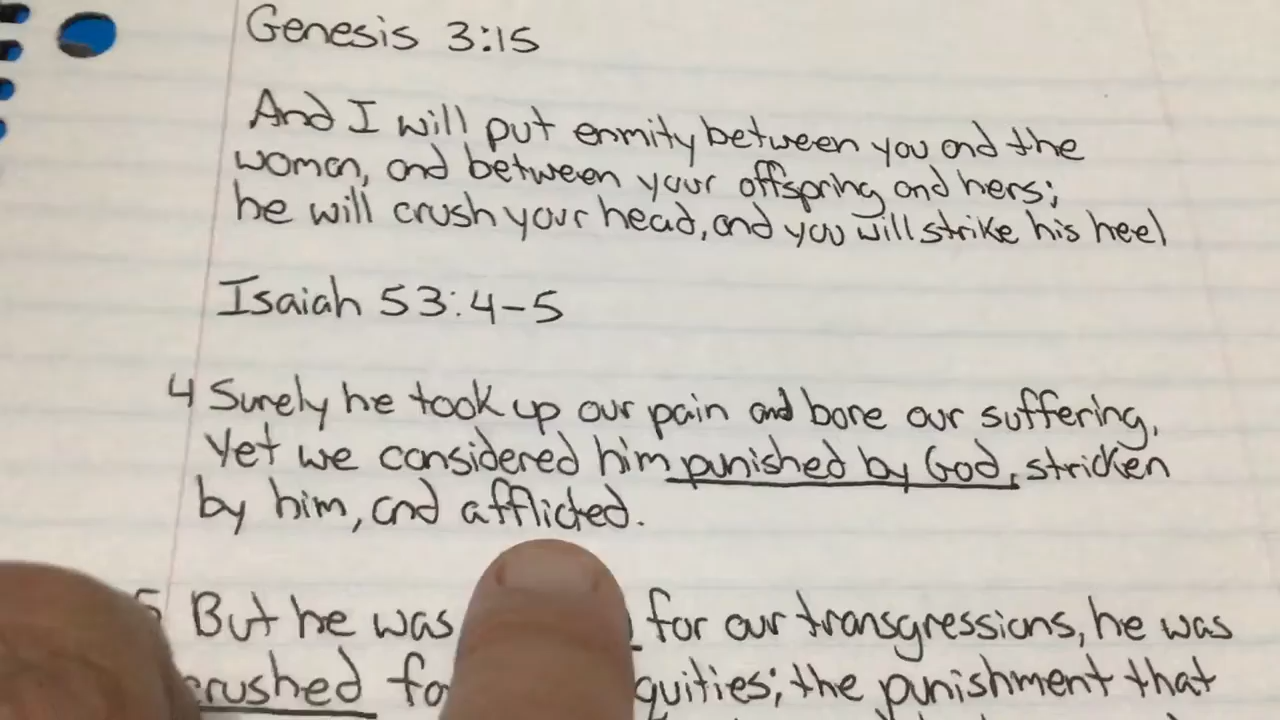 Genesis 3:15
And I will put enmity between you and the
woman, and between your offspring and hers;
he will crush your head, and you will strike his heel
Isaiah 53:4-5
4 Surely he took up our pain and bore our suffering,
Yet we considered him punished by God, stricken
by him, and afflicted.
5 But he was for our transgressions, he was
crushed the punishment that